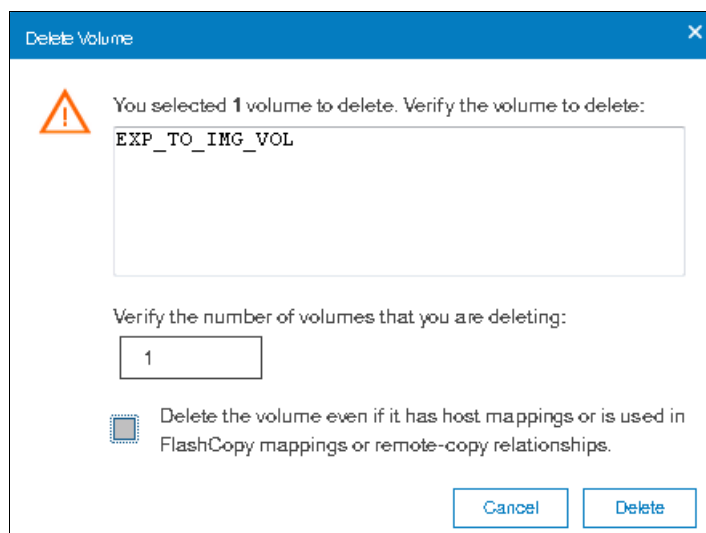 Delete Volume
You selected 1 volume to delete. Verify the volume to delete:
EXP_TO_IMG_VOL
Verify the number of volumes that you are deleting:
1
Delete the volume even if it has host mappings or is used in
FlashCopy mappings or remote-copy relationships.
Cancel Delete